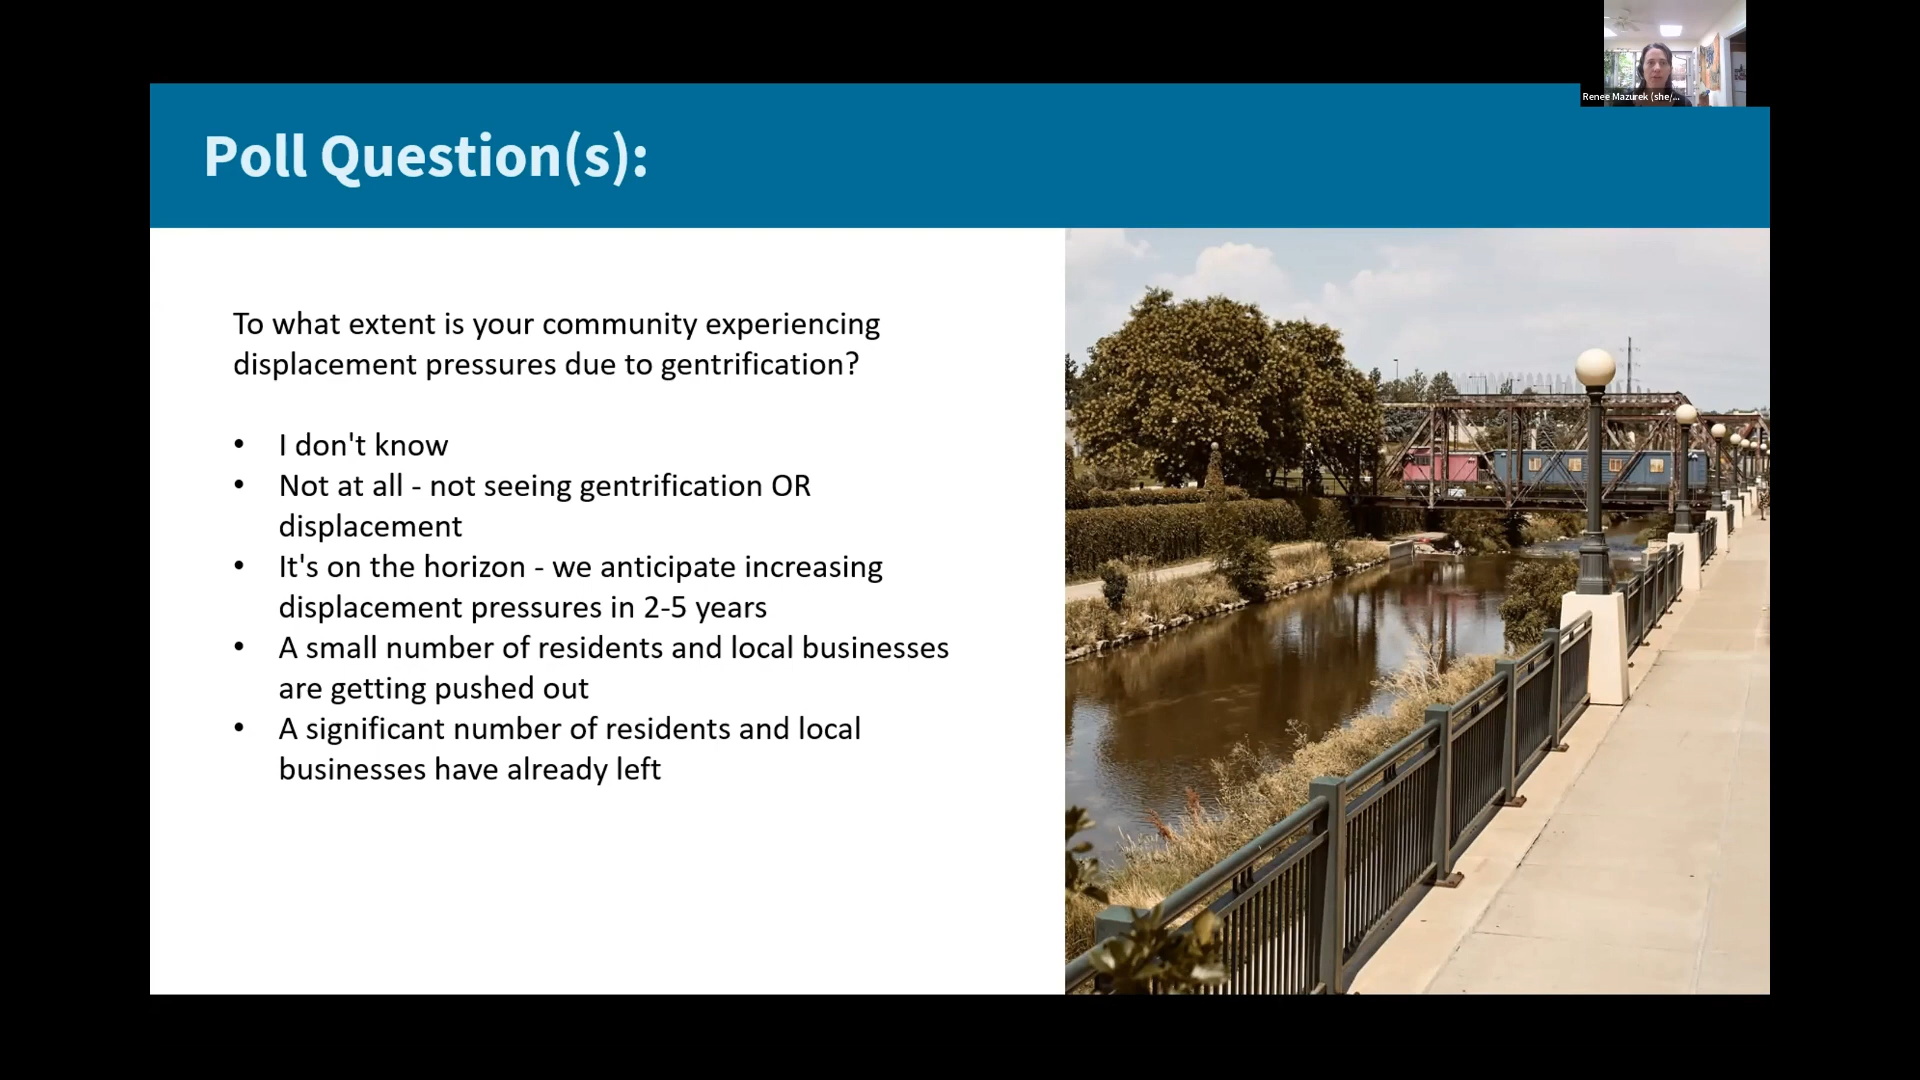 Renee Mazurek (she/...
Poll Question(s):
To what extent is your community experiencing
displacement pressures due to gentrification?
• I don't know
• Not at all - not seeing gentrification OR
displacement
• It's on the horizon - we anticipate increasing
displacement pressures in 2-5 years
• A small number of residents and local businesses
are getting pushed out
• A significant number of residents and local
businesses have already left